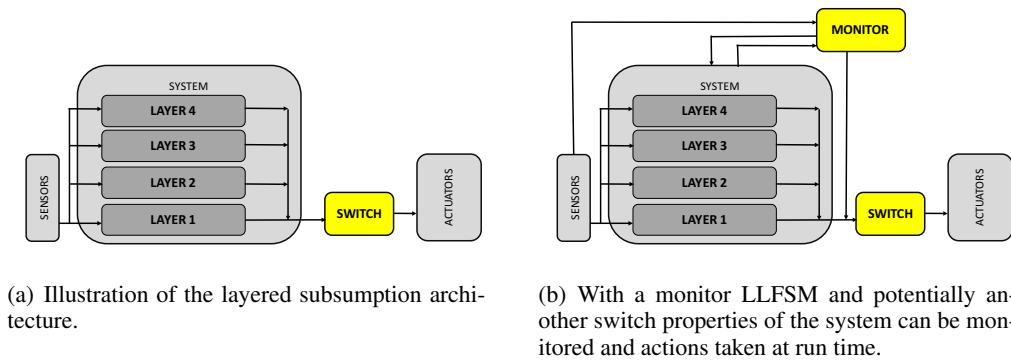 SYSTEM
LAYER 4
LAYER 3
LAYER 2
LAYER 1
SENSORS
SWITCH
ACTUATORS
(a) Illustration of the layered subsumption archi-
tecture.
MONITOR
SYSTEM
LAYER 4
LAYER 3
LAYER 2
LAYER 1
SENSORS
SWITCH
ACTUATORS
(b) With a monitor LLFSM and potentially an-
other switch properties of the system can be mon-
itored and actions taken at run time.